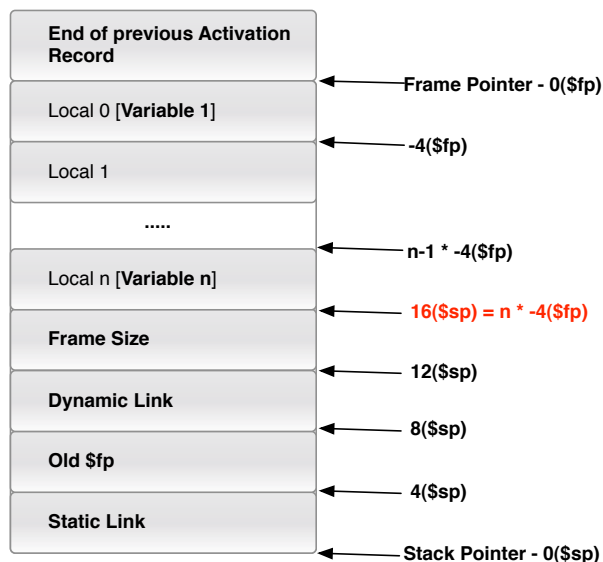 End of previous Activation
Record
Frame Pointer - 0($fp)
Local 0 [Variable 1]
-4($fp)
Local 1
.....
n-1 * -4($fp)
Local n [Variable n]
16($sp) = n * -4($fp)
Frame Size
12($sp)
Dynamic Link
8($sp)
Old $fp
4($sp)
Static Link
Stack Pointer - 0($sp)